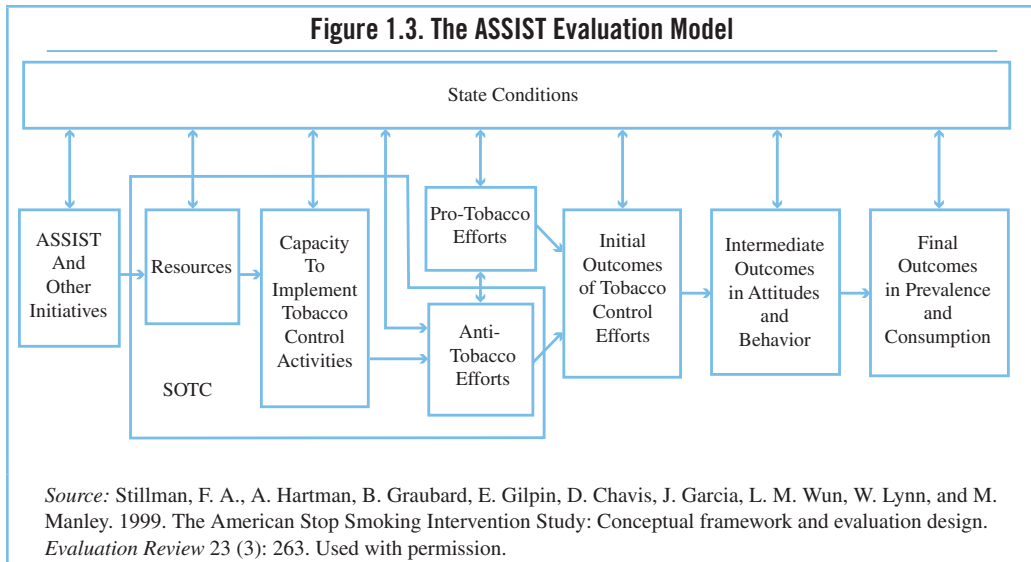 Figure 1.3. The ASSIST Evaluation Model
State Conditions
ASSIST
And
Other
Initiatives
Resources
SOTC
Capacity
To
Implement
Tobacco
Control
Activities
Pro-Tobacco
Efforts
Anti-
Tobacco
Efforts
Initial
Outcomes
of Tobacco
Control
Efforts
Intermediate
Outcomes
in Attitudes
and
Behavior
Final
Outcomes
in Prevalence
and
Consumption
Source: Stillman, F. A., A. Hartman, B. Graubard, E. Gilpin, D. Chavis, J. Garcia, L. M. Wun, W. Lynn, and M.
Manley. 1999. The American Stop Smoking Intervention Study: Conceptual framework and evaluation design.
Evaluation Review 23 (3): 263. Used with permission.